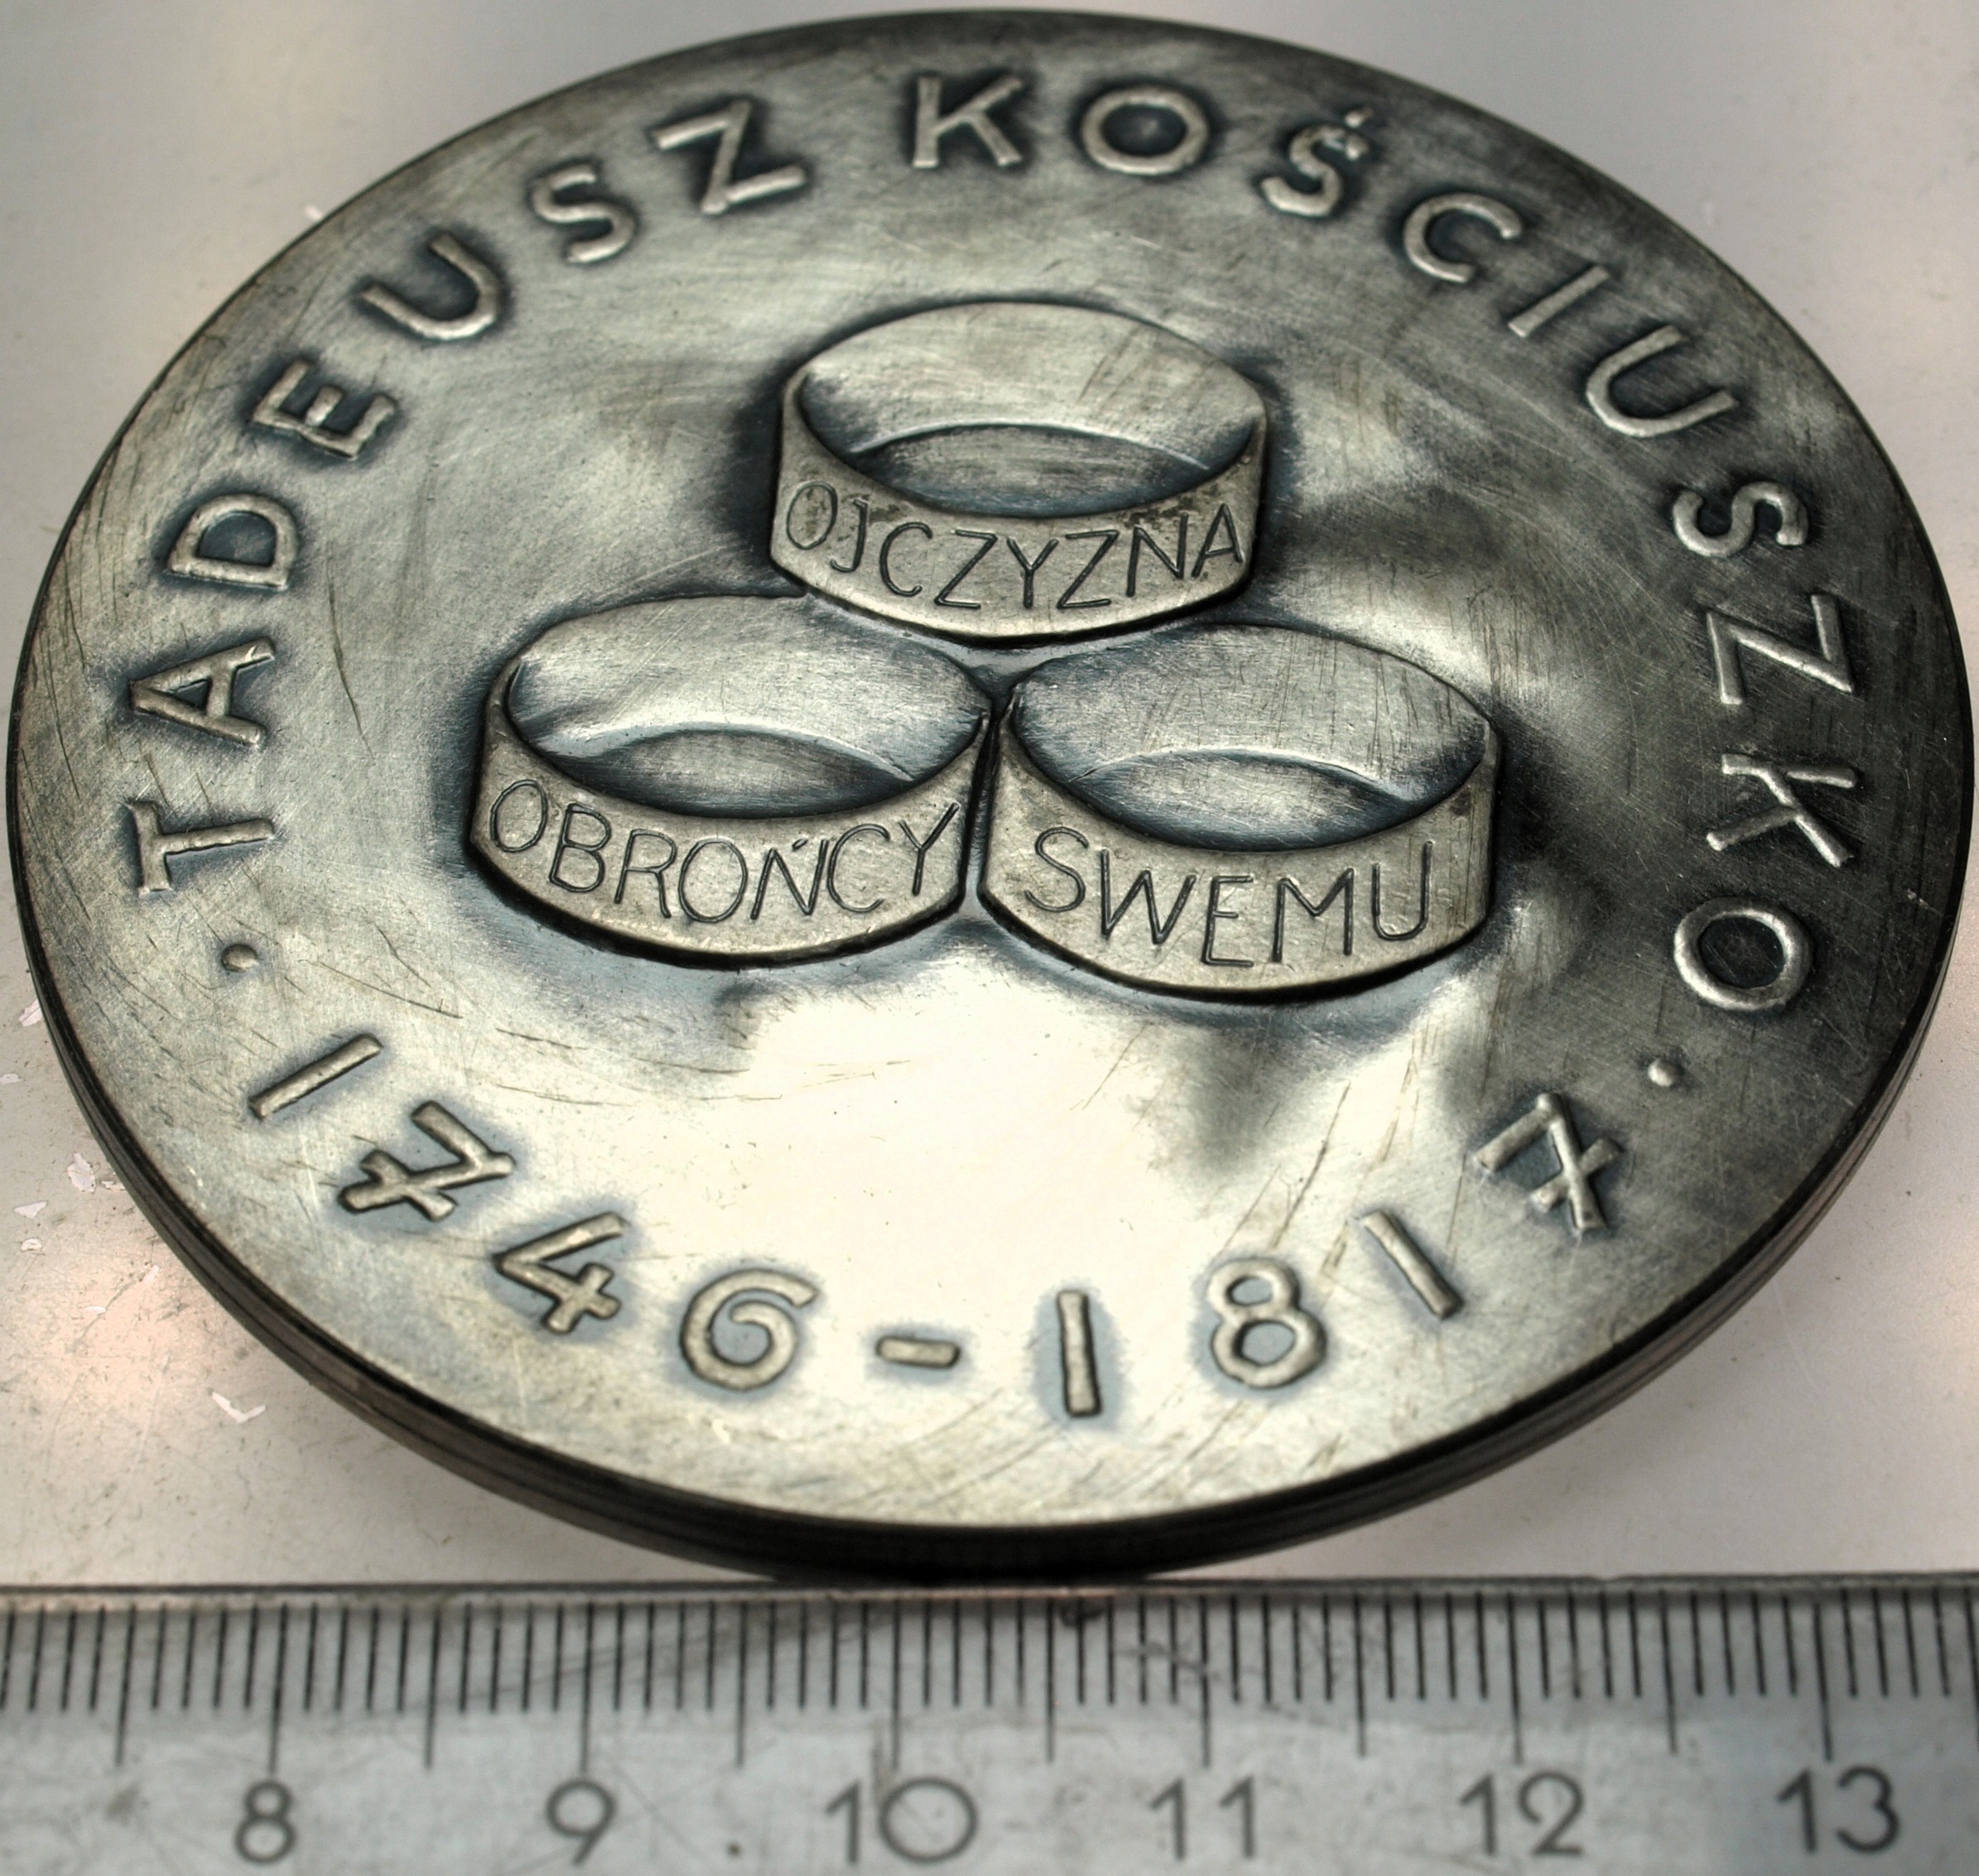 TADEUSZ KOŚCIUSZKO
OJCZYZNA
OBROŃCY
SWEMU
1746-1817
8 9 10 11 12 13